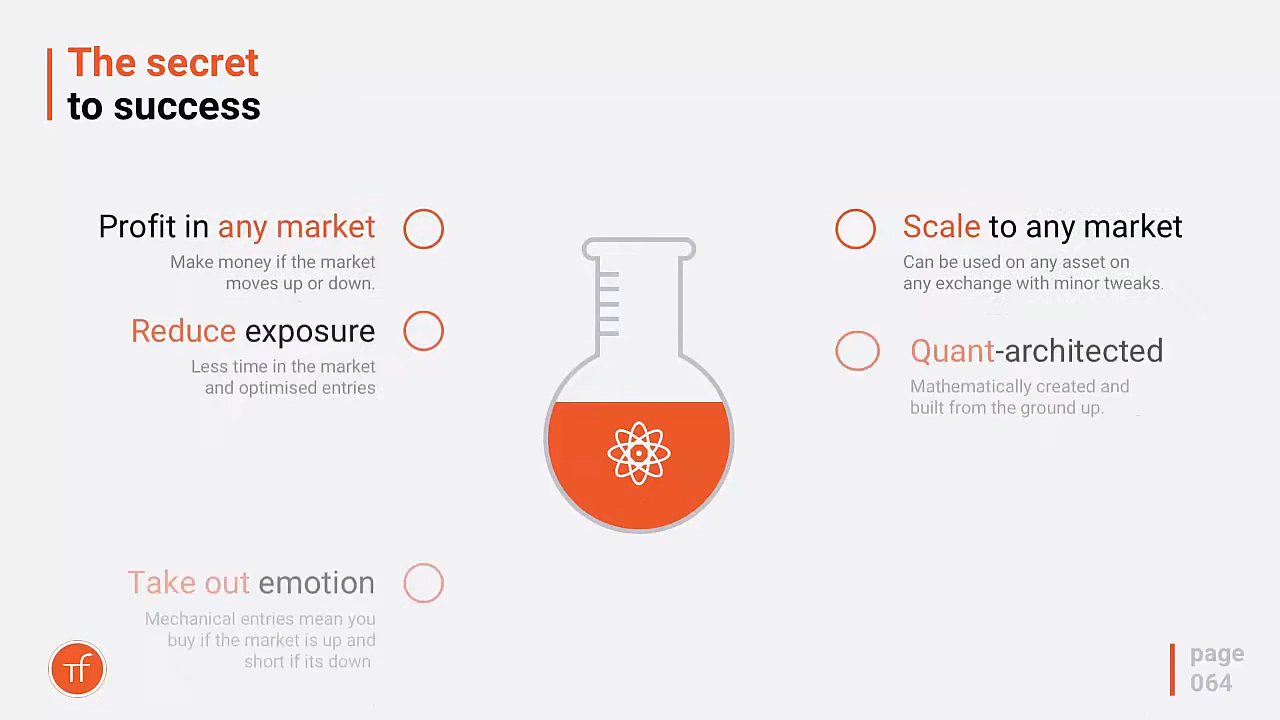 The secret
to success
Profit in any market
Make money if the market
moves up or down.
Reduce exposure
Less time in the market
and optimised entries
Take out emotion
Mechanical entries mean you
buy if the market is up and
short if its down
Scale to any market
Can be used on any asset on
any exchange with minor tweaks.
Quant-architected
Mathematically created and
built from the ground up.
TF
page
064